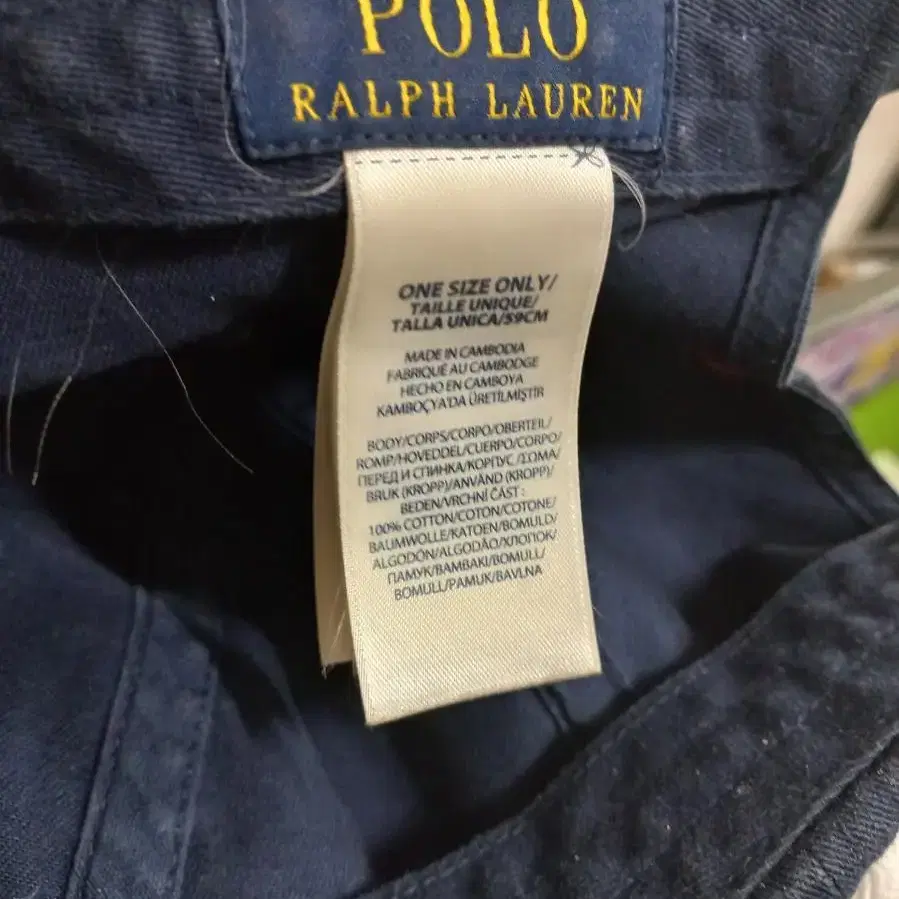 POLO
RALPH LAUREN
ONE SIZE ONLY/
TAILLE UNIQUE/
TALLA UNICA/59CM
MADE IN CAMBODIA
FABRIQUÉ AU CAMBODGE
HECHO EN CAMBOYA
KAMBOÇYA'DA ÜRETİLMİŞTİR
BODY/CORPS/CORPO/OBERTEIL/
ROMP/HOVEDDEL/CUERPO/CORPO/
ПЕРЕД И СПИНКА/КОРПУС/ΣΩΜΑ/
BRUK (KROPP)/ANVÄND (KROPP)/
BEDEN/VRCHNÍ ČÁST :
100% COTTON/COTON/COTONE/
BAUMWOLLE/KATOEN/BOMULD/
ALGODÓN/ALGODÃO/ХЛОПОК/
ПАМУК/ΒΑΜΒΑΚΙ/BOMULL/
BOMULL/PAMUK/BAVLNA